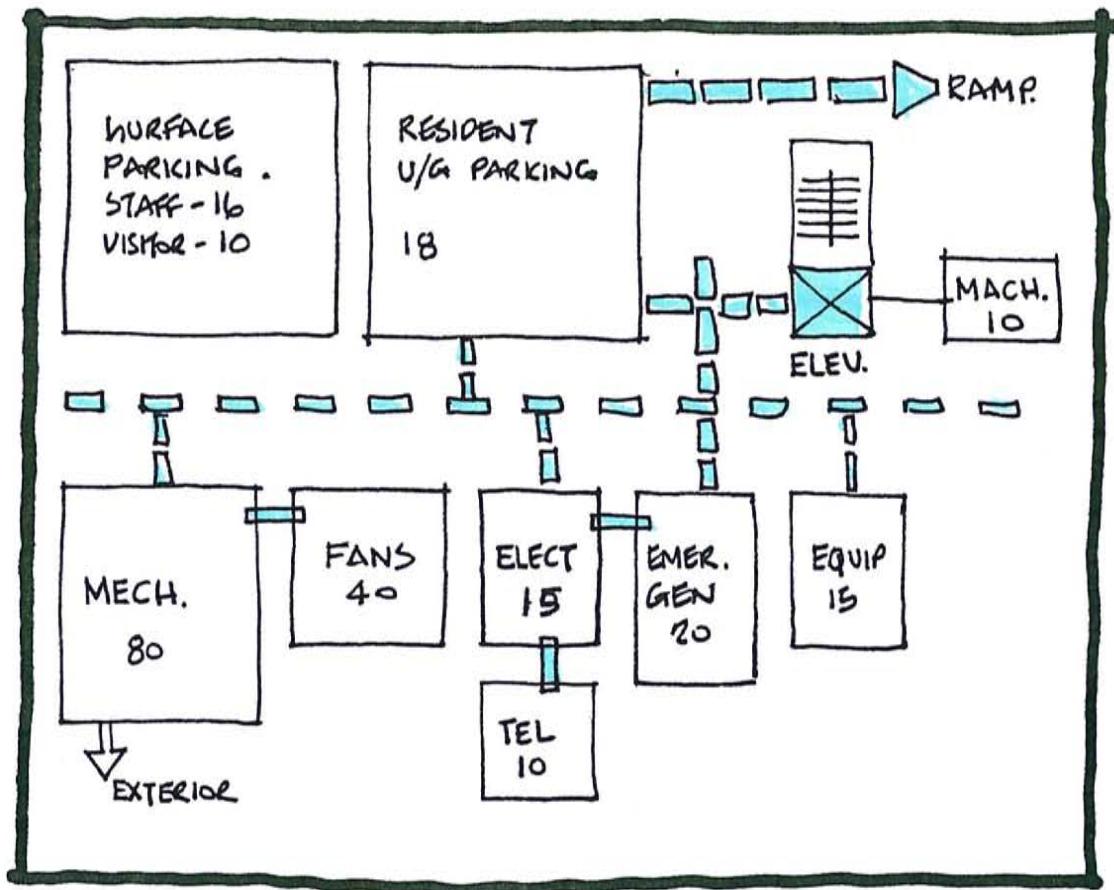 SURFACE
PARKING.
STAFF - 16
VISITOR - 10
RESIDENT
U/G PARKING
18
RAMP.
MACH.
10
ELEV.
MECH.
80
FANS
40
ELECT
15
EMER.
GEN
20
EQUIP
15
TEL
10
EXTERIOR